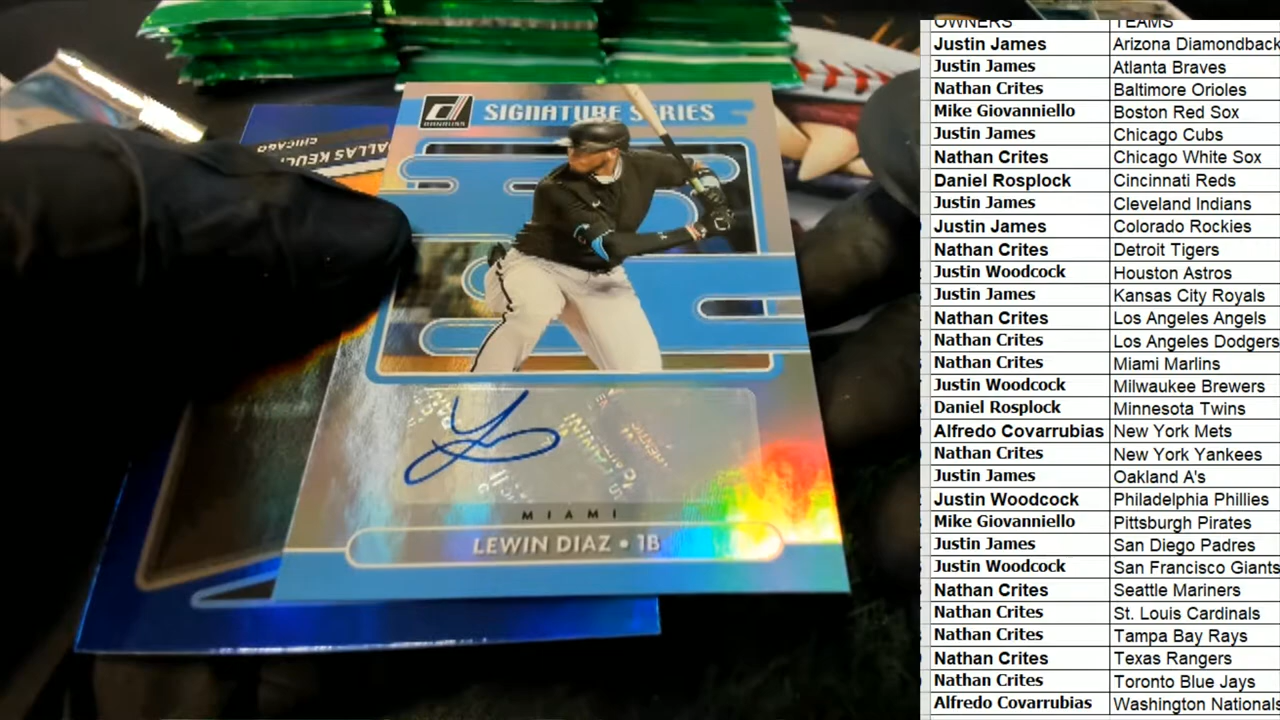 SIGNATURE SERIES
DONRUSS
ALLAS KEUC
CHICAGO
MIAMI
LEWIN DIAZ • 1B
OWNERS TEAMS
Justin James Arizona Diamondback
Justin James Atlanta Braves
Nathan Crites Baltimore Orioles
Mike Giovanniello Boston Red Sox
Justin James Chicago Cubs
Nathan Crites Chicago White Sox
Daniel Rosplock Cincinnati Reds
Justin James Cleveland Indians
Justin James Colorado Rockies
Nathan Crites Detroit Tigers
Justin Woodcock Houston Astros
Justin James Kansas City Royals
Nathan Crites Los Angeles Angels
Nathan Crites Los Angeles Dodgers
Nathan Crites Miami Marlins
Justin Woodcock Milwaukee Brewers
Daniel Rosplock Minnesota Twins
Alfredo Covarrubias New York Mets
Nathan Crites New York Yankees
Justin James Oakland A's
Justin Woodcock Philadelphia Phillies
Mike Giovanniello Pittsburgh Pirates
Justin James San Diego Padres
Justin Woodcock San Francisco Giants
Nathan Crites Seattle Mariners
Nathan Crites St. Louis Cardinals
Nathan Crites Tampa Bay Rays
Nathan Crites Texas Rangers
Nathan Crites Toronto Blue Jays
Alfredo Covarrubias Washington Nationals